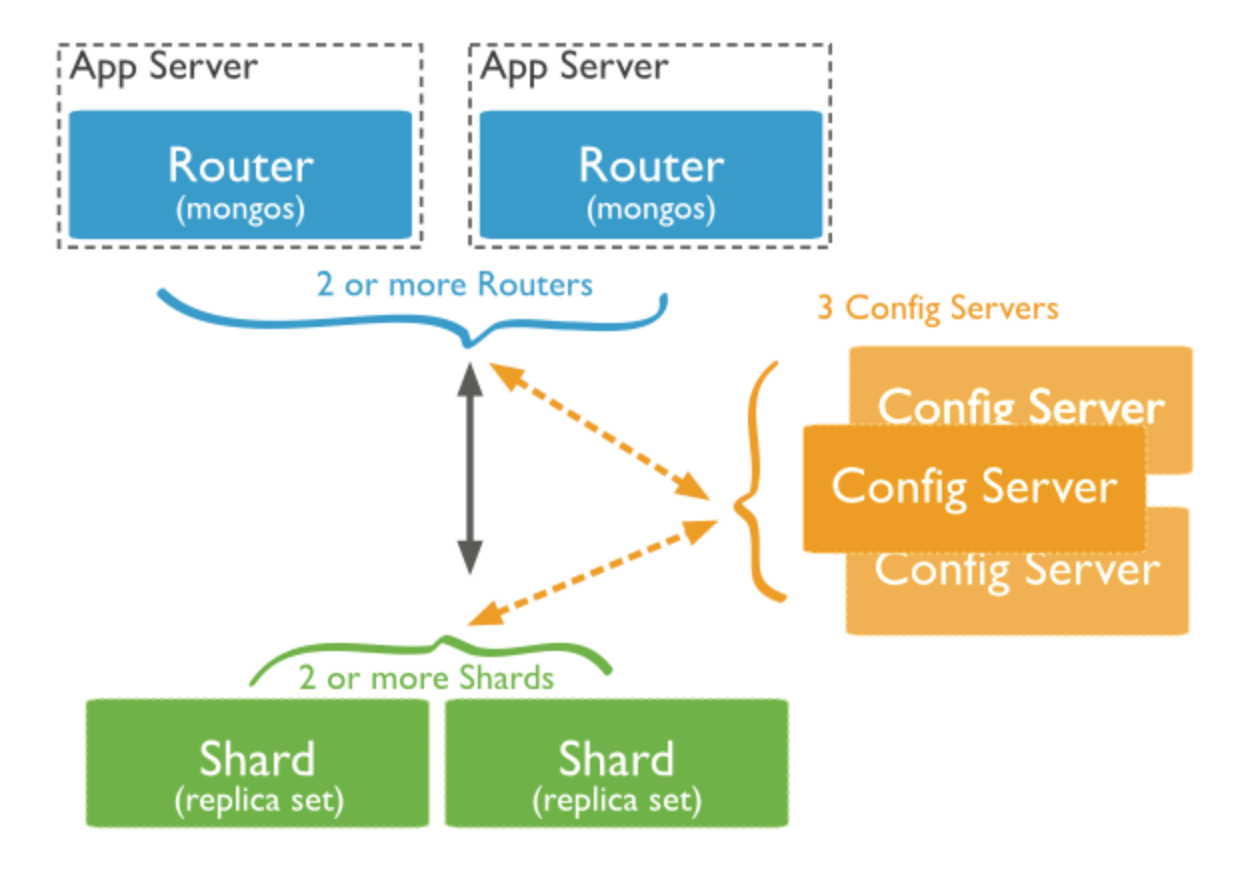 App Server
Router
(mongos)
App Server
Router
(mongos)
2 or more Routers
3 Config Servers
Config Server
Config Server
Config Server
2 or more Shards
Shard
(replica set)
Shard
(replica set)